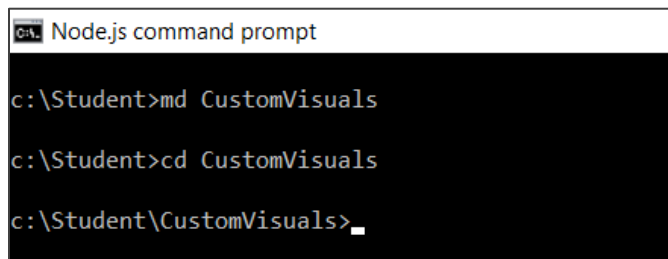 C:\. Node.js command prompt
c:\Student>md CustomVisuals
c:\Student>cd CustomVisuals
c:\Student\CustomVisuals>